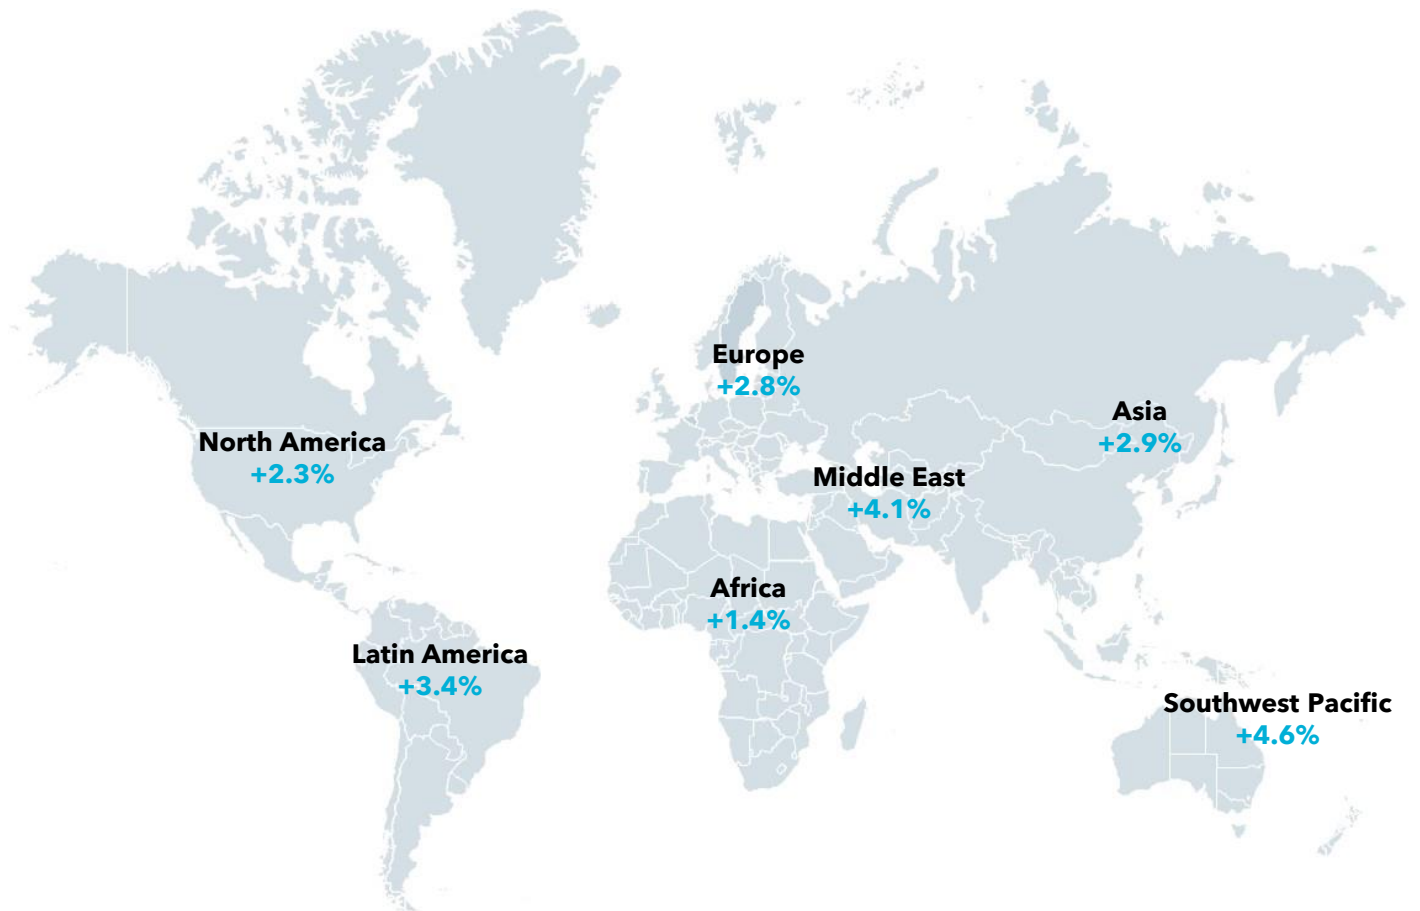 Europe
+2.8%
Asia
+2.9%
North America
+2.3%
Middle East
+4.1%
Africa
+1.4%
Latin America
+3.4%
Southwest Pacific
+4.6%